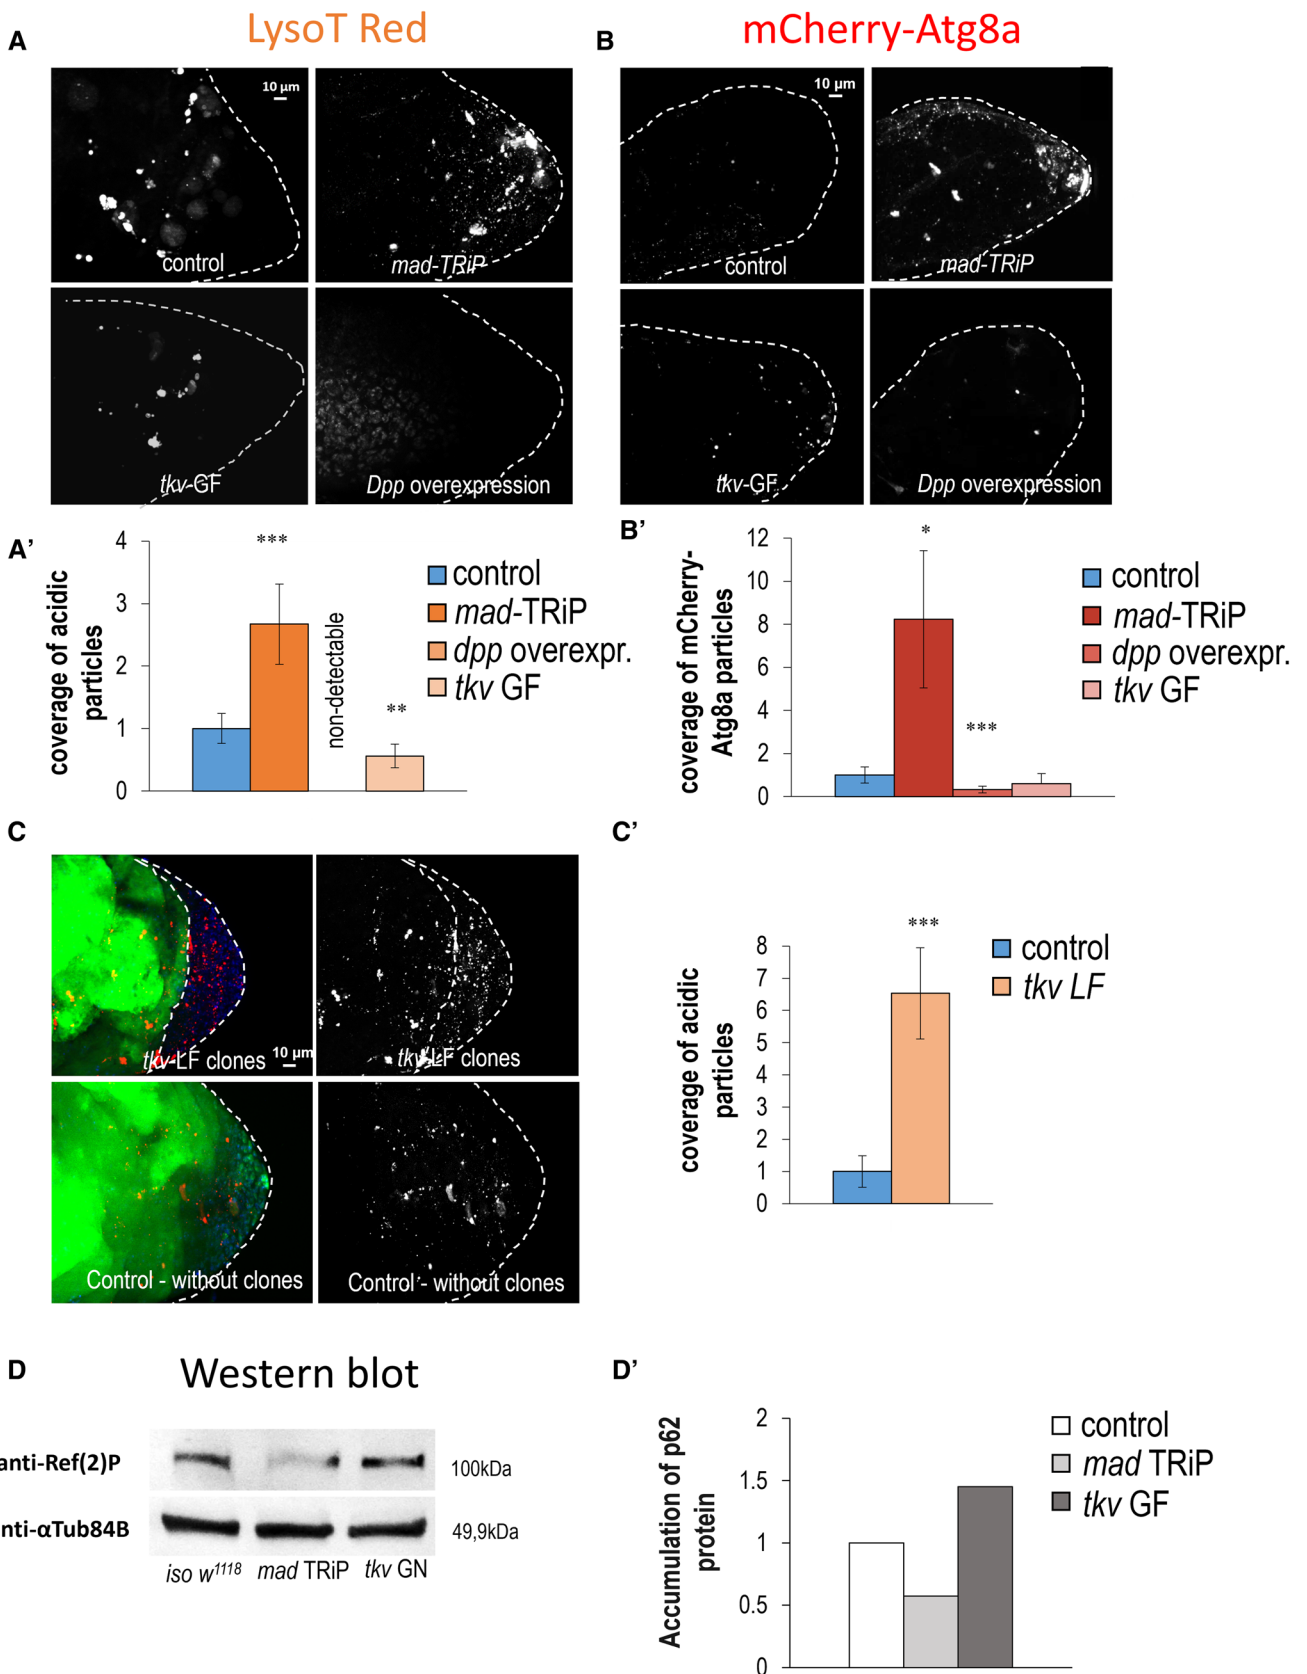 A
LysoT Red
B
mCherry-Atg8a
10 µm
control
mad-TRiP
10 µm
control
mad-TRiP
tkv-GF
Dpp overexpression
tkv-GF
Dpp overexpression
A’
coverage of acidic
particles
4
3
2
1
0
***
non-detectable
**
control
mad-TRiP
dpp overexpr.
tkv GF
B’
coverage of mCherry-
Atg8a particles
12
10
8
6
4
2
0
*
***
control
mad-TRiP
dpp overexpr.
tkv GF
C
tkv-LF clones
10 µm
tkv-LF clones
Control - without clones
Control - without clones
C’
coverage of acidic
particles
8
7
6
5
4
3
2
1
0
***
control
tkv LF
D
Western blot
anti-Ref(2)P
100kDa
nti-αTub84B
49,9kDa
iso w1118
mad TRiP
tkv GN
D’
Accumulation of p62
protein
2
1.5
1
0.5
0
control
mad TRiP
tkv GF